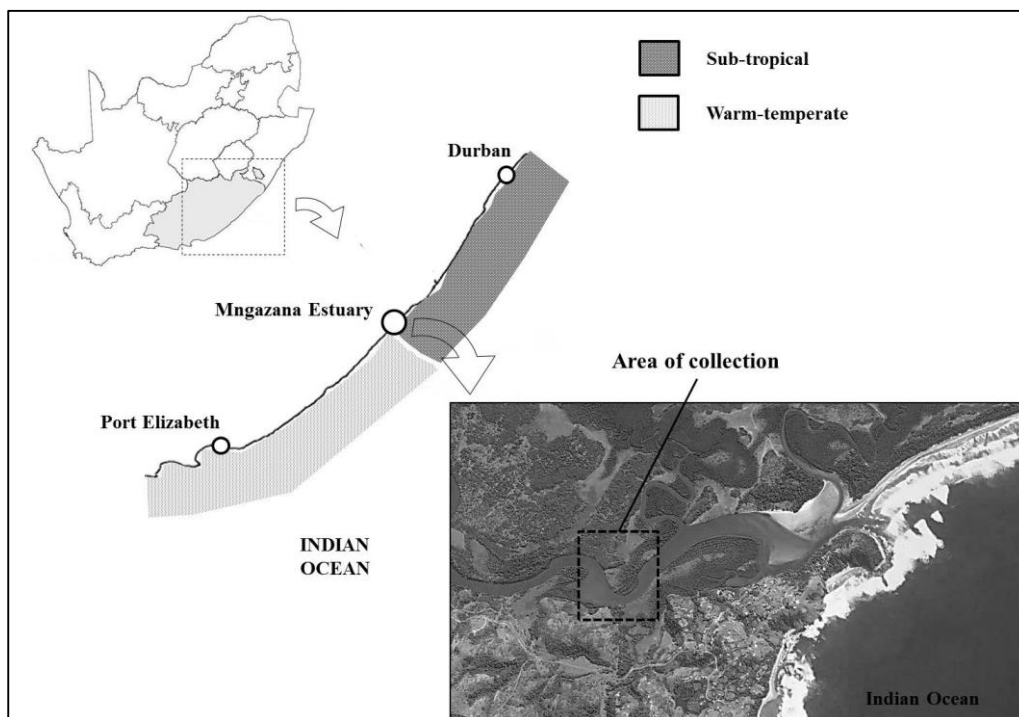 Sub-tropical
Warm-temperate
Durban
Mngazana Estuary
Area of collection
Port Elizabeth
INDIAN
OCEAN
Indian Ocean